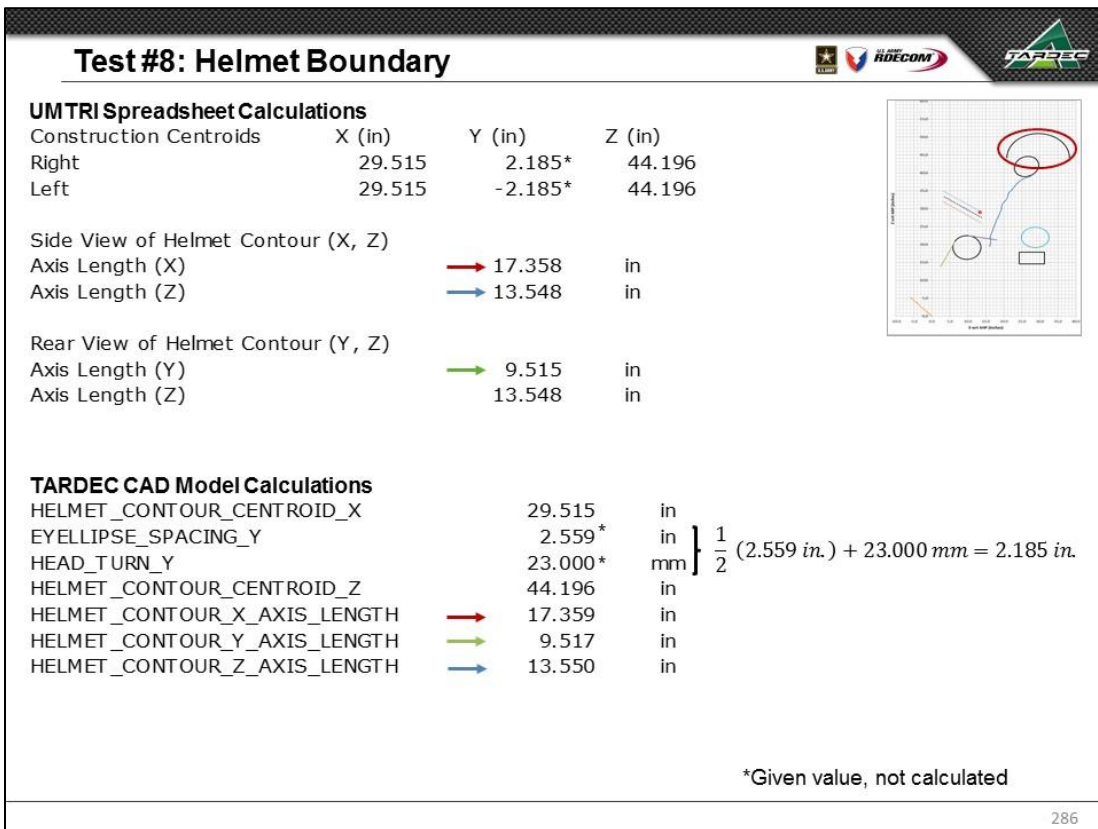 Test #8: Helmet Boundary
U.S. ARMY
U.S. ARMY
RDECOM
TARDEC
UMTRI Spreadsheet Calculations
Construction Centroids X (in) Y (in) Z (in)
Right 29.515 2.185* 44.196
Left 29.515 -2.185* 44.196
Side View of Helmet Contour (X, Z)
Axis Length (X) 17.358 in
Axis Length (Z) 13.548 in
Rear View of Helmet Contour (Y, Z)
Axis Length (Y) 9.515 in
Axis Length (Z) 13.548 in
TARDEC CAD Model Calculations
HELMET_CONTOUR_CENTROID_X 29.515 in
EYELLIPSE_SPACING_Y 2.559* in
HEAD_TURN_Y 23.000* mm
1/2 (2.559 in.) + 23.000 mm = 2.185 in.
HELMET_CONTOUR_CENTROID_Z 44.196 in
HELMET_CONTOUR_X_AXIS_LENGTH 17.359 in
HELMET_CONTOUR_Y_AXIS_LENGTH 9.517 in
HELMET_CONTOUR_Z_AXIS_LENGTH 13.550 in
*Given value, not calculated
286